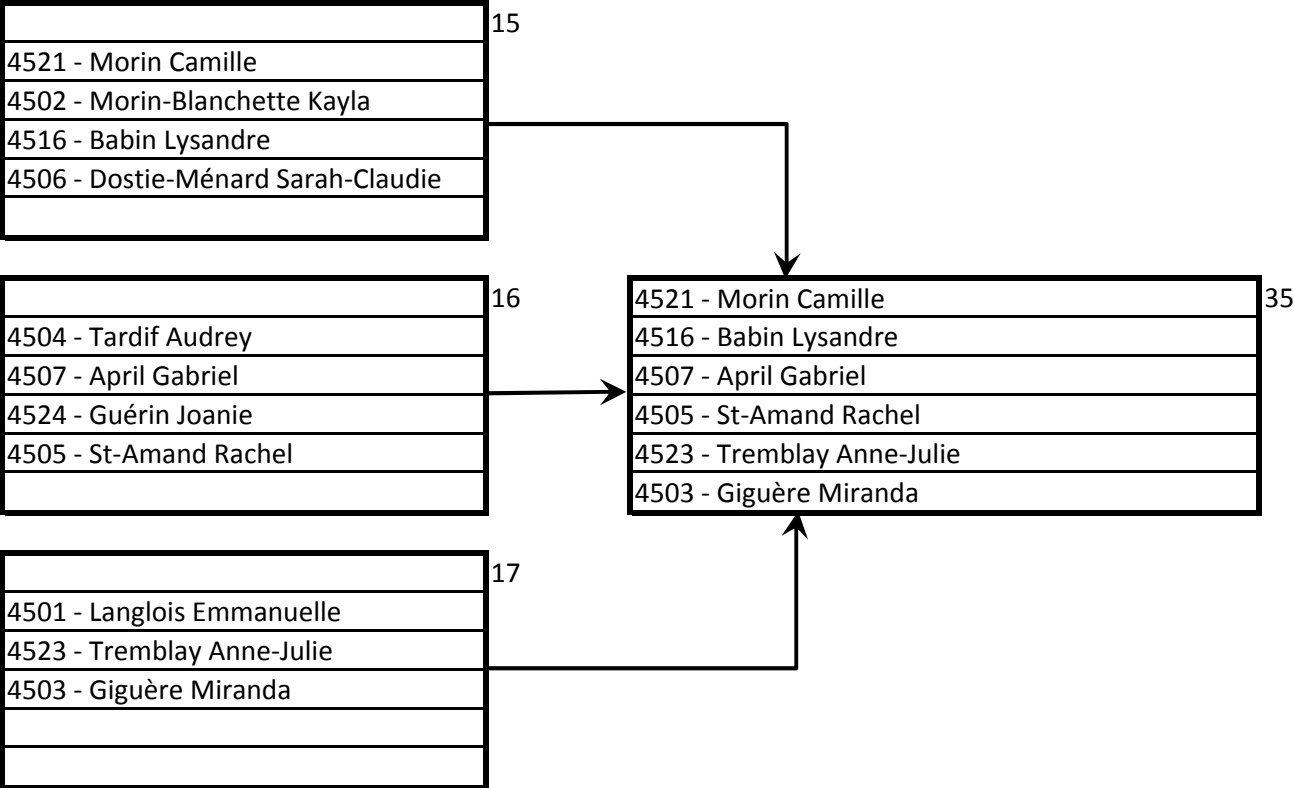 15
4521 - Morin Camille
4502 - Morin-Blanchette Kayla
4516 - Babin Lysandre
4506 - Dostie-Ménard Sarah-Claudie
16
4504 - Tardif Audrey
4507 - April Gabriel
4524 - Guérin Joanie
4505 - St-Amand Rachel
4521 - Morin Camille
35
4516 - Babin Lysandre
4507 - April Gabriel
4505 - St-Amand Rachel
4523 - Tremblay Anne-Julie
4503 - Giguère Miranda
17
4501 - Langlois Emmanuelle
4523 - Tremblay Anne-Julie
4503 - Giguère Miranda